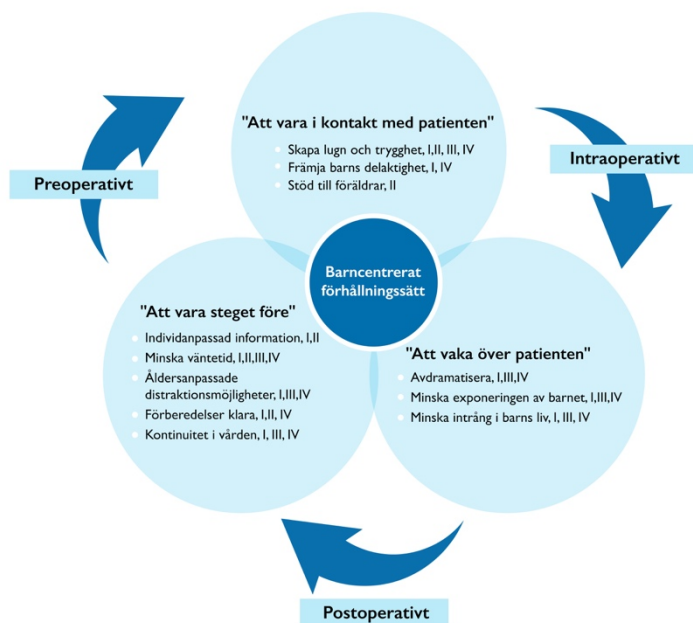 "Att vara i kontakt med patienten"
Skapa lugn och trygghet, I,II, III, IV
Främja barns delaktighet, I, IV
Stöd till föräldrar, II
Preoperativt
Intraoperativt
Barncentrerat
förhållningssätt
"Att vara steget före"
Individanpassad information, I,II
Minska väntetid, I,II,III,IV
Åldersanpassade
distraktionsmöjligheter, I,III,IV
Förberedelser klara, I,II, IV
Kontinuitet i vården, I, III, IV
"Att vaka över patienten"
Avdramatisera, I,III,IV
Minska exponeringen av barnet, I,III,IV
Minska intrång i barns liv, I, III, IV
Postoperativt